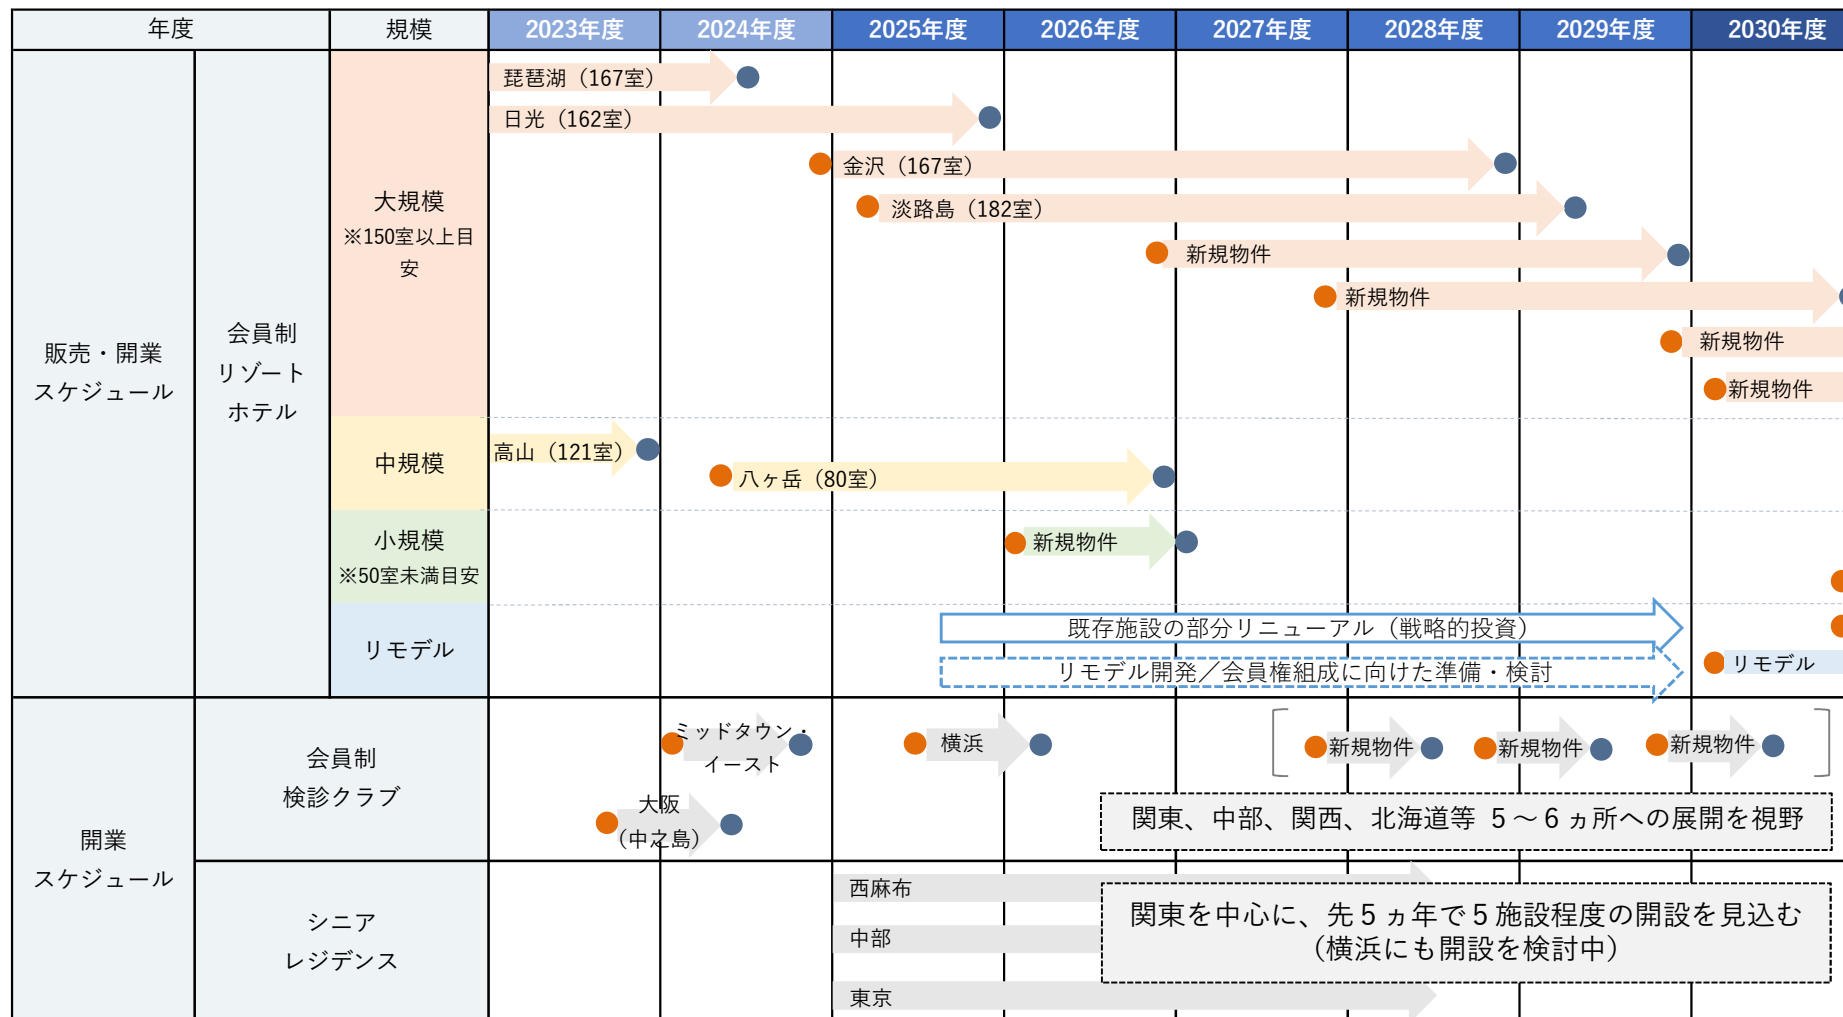 年度
規模
2023年度
2024年度
2025年度
2026年度
2027年度
2028年度
2029年度
2030年度
販売・開業
スケジュール
会員制
リゾート
ホテル
大規模
※150室以上目
安
琵琶湖（167室）
日光（162室）
金沢（167室）
淡路島（182室）
新規物件
新規物件
新規物件
新規物件
中規模
高山（121室）
八ヶ岳（80室）
小規模
※50室未満目安
新規物件
リモデル
既存施設の部分リニューアル（戦略的投資）
リモデル開発／会員権組成に向けた準備・検討
リモデル
開業
スケジュール
会員制
検診クラブ
ミッドタウン・
イースト
横浜
新規物件
新規物件
新規物件
大阪
（中之島）
関東、中部、関西、北海道等 5～6ヵ所への展開を視野
シニア
レジデンス
西麻布
中部
東京
関東を中心に、先5ヵ年で5施設程度の開設を見込む
（横浜にも開設を検討中）